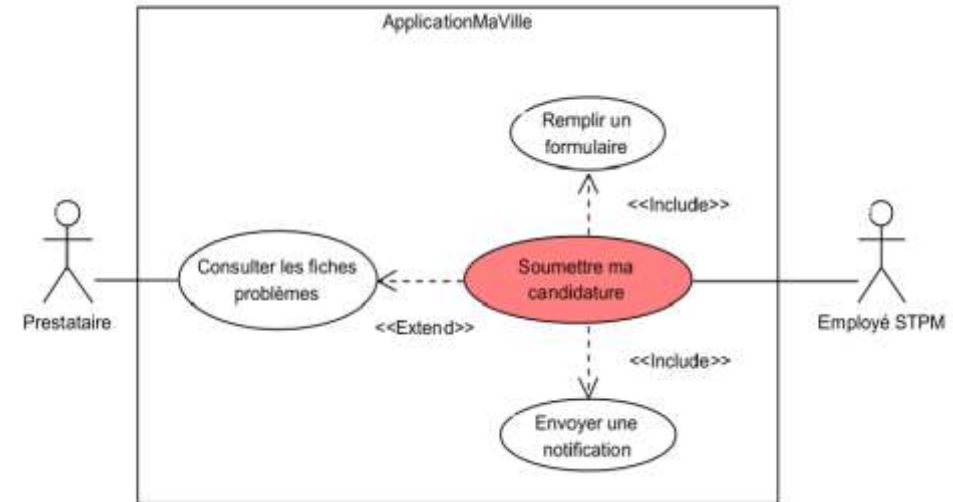 ApplicationMaVille
Remplir un
formulaire
<<Include>>
Consulter les fiches
problèmes
Soumettre ma
candidature
Prestataire
<<Extend>>
Employé STPM
<<Include>>
Envoyer une
notification